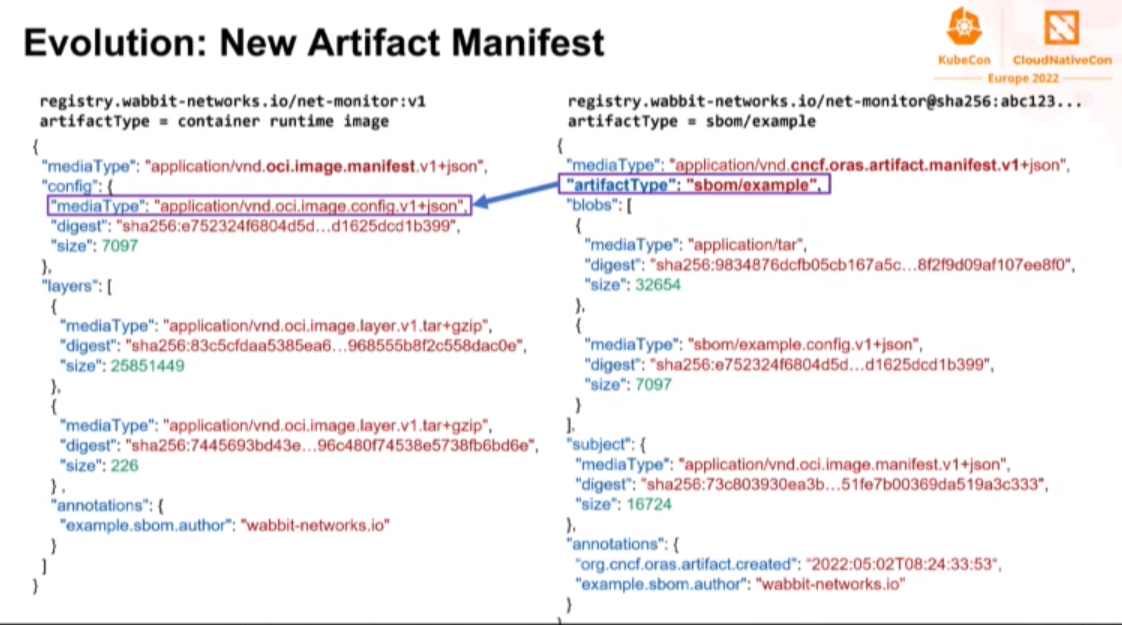 Evolution: New Artifact Manifest
KubeCon
CloudNativeCon
Europe 2022
registry.wabbit-networks.io/net-monitor:v1
artifactType = container runtime image
{
"mediaType": "application/vnd.oci.image.manifest.v1+json",
"config": {
"mediaType": "application/vnd.oci.image.config.v1+json",
"digest": "sha256:e752324f6804d5d...d1625dcd1b399",
"size": 7097
},
"layers": [
{
"mediaType": "application/vnd.oci.image.layer.v1.tar+gzip",
"digest": "sha256:83c5cfdaa5385ea6...968555b8f2c558dac0e",
"size": 25851449
},
{
"mediaType": "application/vnd.oci.image.layer.v1.tar+gzip",
"digest": "sha256:7445693bd43e...96c480f74538e5738fb6bd6e",
"size": 226
},
"annotations": {
"example.sbom.author": "wabbit-networks.io"
}
]
}
registry.wabbit-networks.io/net-monitor@sha256:abc123...
artifactType = sbom/example
{
"mediaType": "application/vnd.cncf.oras.artifact.manifest.v1+json",
"artifactType": "sbom/example",
"blobs": [
{
"mediaType": "application/tar",
"digest": "sha256:9834876dcfb05cb167a5c...8f2f9d09af107ee8f0",
"size": 32654
},
{
"mediaType": "sbom/example.config.v1+json",
"digest": "sha256:e752324f6804d5d...d1625dcd1b399",
"size": 7097
}
],
"subject": {
"mediaType": "application/vnd.oci.image.manifest.v1+json",
"digest": "sha256:73c803930ea3b...51fe7b00369da519a3c333",
"size": 16724
},
"annotations": {
"org.cncf.oras.artifact.created": "2022:05:02T08:24:33:53",
"example.sbom.author": "wabbit-networks.io"
}